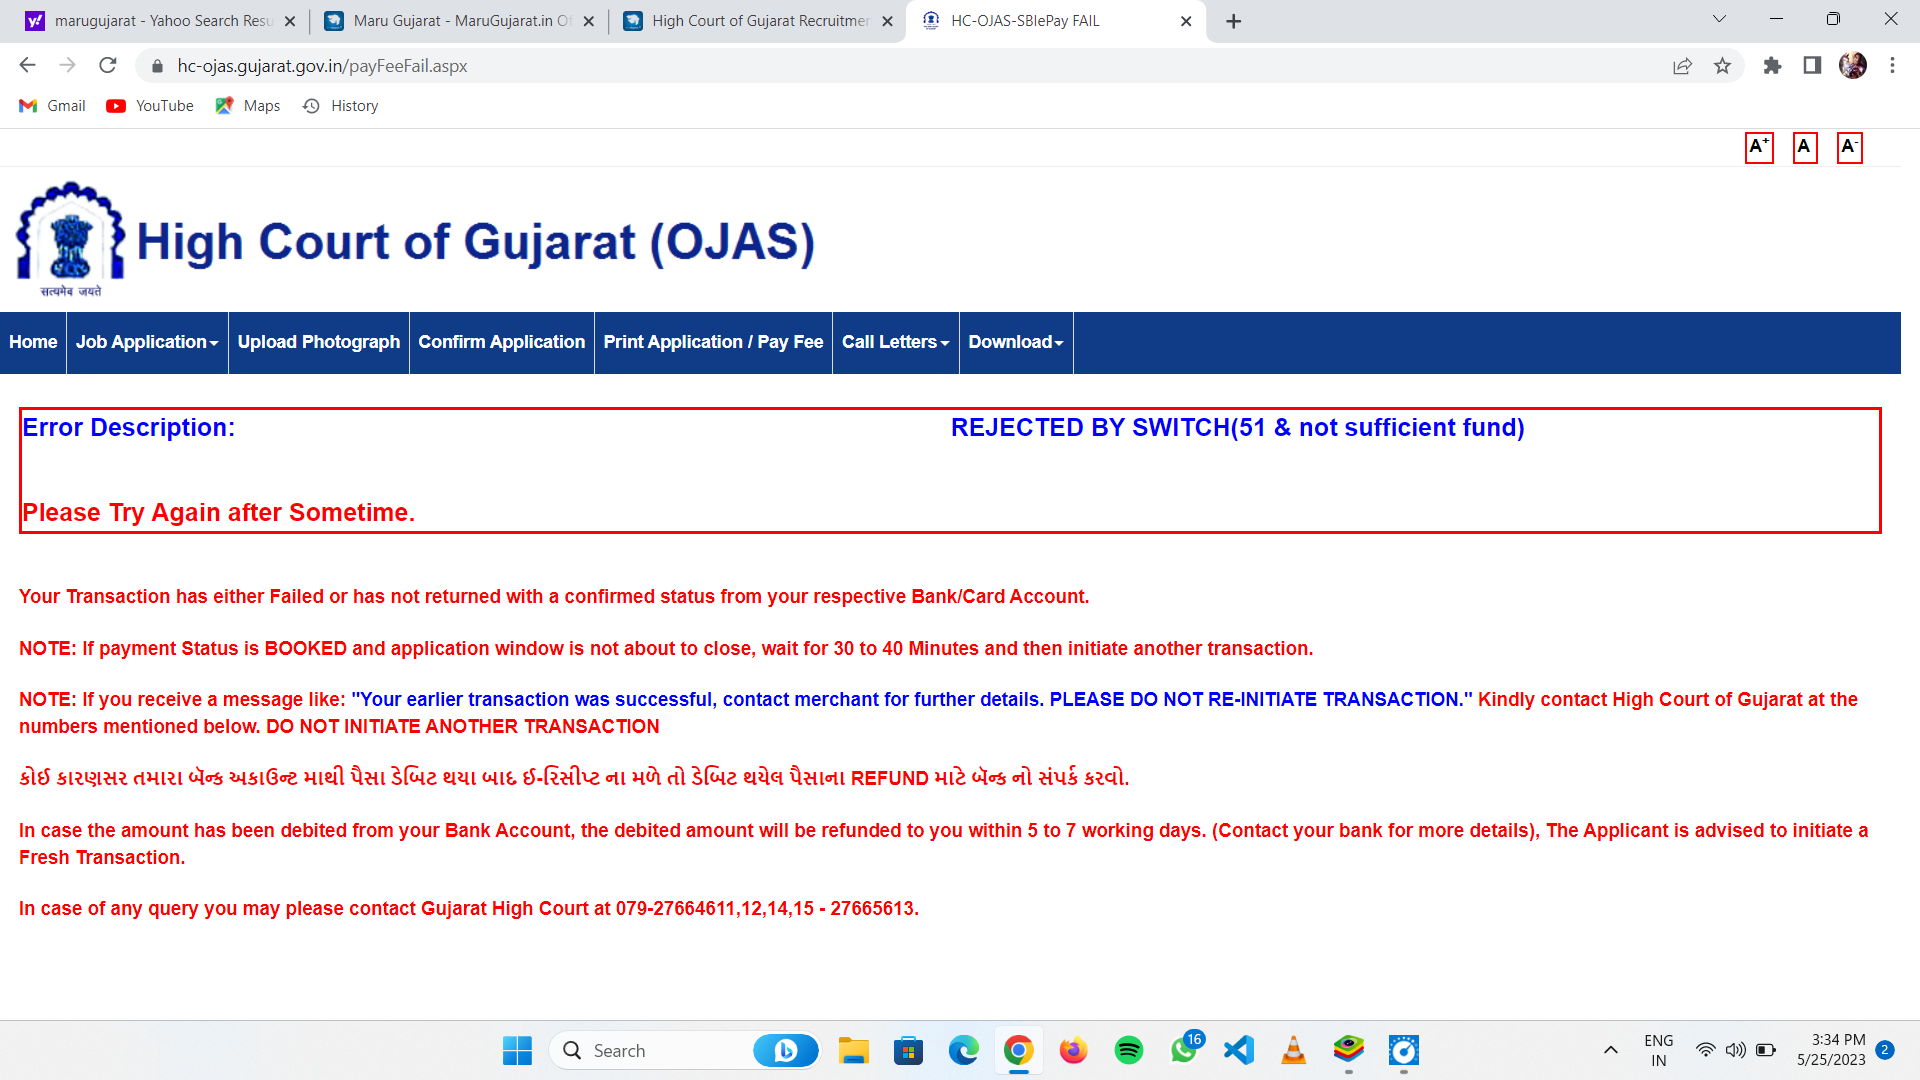 marugujarat - Yahoo Search Resu
Maru Gujarat - MaruGujarat.in Of
High Court of Gujarat Recruitmen
HC-OJAS-SBIePay FAIL
hc-ojas.gujarat.gov.in/payFeeFail.aspx
Gmail YouTube Maps History
A+ A A-
सत्यमेव जयते
High Court of Gujarat (OJAS)
Home Job Application Upload Photograph Confirm Application Print Application / Pay Fee Call Letters Download
Error Description: REJECTED BY SWITCH(51 & not sufficient fund)
Please Try Again after Sometime.
Your Transaction has either Failed or has not returned with a confirmed status from your respective Bank/Card Account.
NOTE: If payment Status is BOOKED and application window is not about to close, wait for 30 to 40 Minutes and then initiate another transaction.
NOTE: If you receive a message like: "Your earlier transaction was successful, contact merchant for further details. PLEASE DO NOT RE-INITIATE TRANSACTION." Kindly contact High Court of Gujarat at the
numbers mentioned below. DO NOT INITIATE ANOTHER TRANSACTION
કોઈ કારણસર તમારા બૅન્ક અકાઉન્ટ માથી પૈસા ડેબિટ થયા બાદ ઈ-રિસીપ્ટ ના મળે તો ડેબિટ થયેલ પૈસાના REFUND માટે બૅન્ક નો સંપર્ક કરવો.
In case the amount has been debited from your Bank Account, the debited amount will be refunded to you within 5 to 7 working days. (Contact your bank for more details), The Applicant is advised to initiate a
Fresh Transaction.
In case of any query you may please contact Gujarat High Court at 079-27664611,12,14,15 - 27665613.
Search
16
ENG
IN
3:34 PM
5/25/2023
2